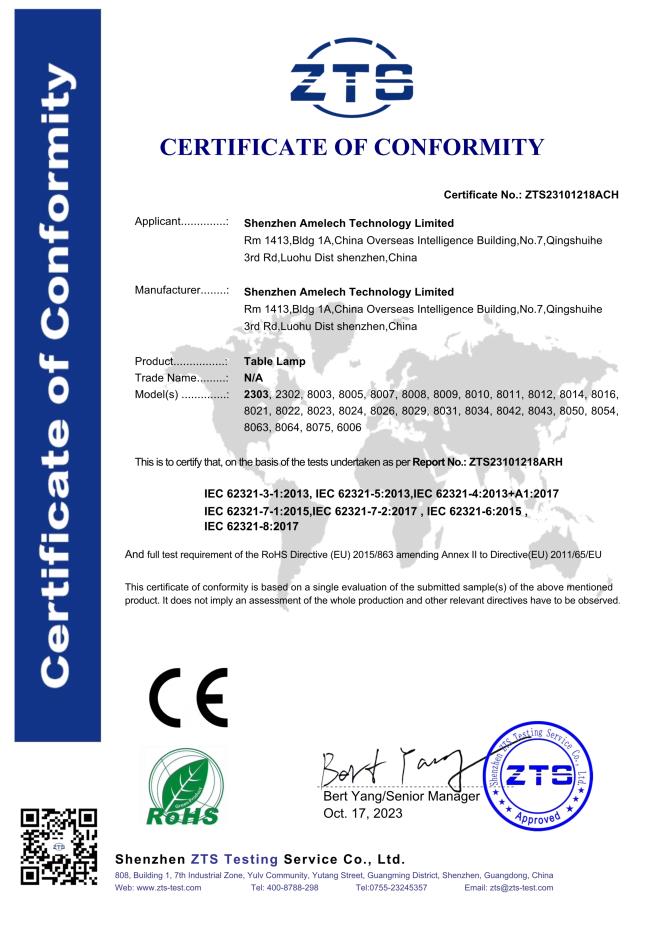 Certificate of Conformity
ZTS
CERTIFICATE OF CONFORMITY
Certificate No.: ZTS23101218ACH
Applicant..............: Shenzhen Amelech Technology Limited
Rm 1413,Bldg 1A,China Overseas Intelligence Building,No.7,Qingshuihe
3rd Rd,Luohu Dist shenzhen,China
Manufacturer........: Shenzhen Amelech Technology Limited
Rm 1413,Bldg 1A,China Overseas Intelligence Building,No.7,Qingshuihe
3rd Rd,Luohu Dist shenzhen,China
Product................: Table Lamp
Trade Name.........: N/A
Model(s) ..............: 2303, 2302, 8003, 8005, 8007, 8008, 8009, 8010, 8011, 8012, 8014, 8016,
8021, 8022, 8023, 8024, 8026, 8029, 8031, 8034, 8042, 8043, 8050, 8054,
8063, 8064, 8075, 6006
This is to certify that, on the basis of the tests undertaken as per Report No.: ZTS23101218ARH
IEC 62321-3-1:2013, IEC 62321-5:2013,IEC 62321-4:2013+A1:2017
IEC 62321-7-1:2015,IEC 62321-7-2:2017 , IEC 62321-6:2015 ,
IEC 62321-8:2017
And full test requirement of the RoHS Directive (EU) 2015/863 amending Annex II to Directive(EU) 2011/65/EU
This certificate of conformity is based on a single evaluation of the submitted sample(s) of the above mentioned
product. It does not imply an assessment of the whole production and other relevant directives have to be observed.
CE
Green Product
RoHS
Bert Yang
Bert Yang/Senior Manager
Oct. 17, 2023
Shenzhen ZTS Testing Service Co., Ltd.
ZTS
Approved
ZTS
Shenzhen ZTS Testing Service Co., Ltd.
808, Building 1, 7th Industrial Zone, Yulv Community, Yutang Street, Guangming District, Shenzhen, Guangdong, China
Web: www.zts-test.com Tel: 400-8788-298 Tel:0755-23245357 Email: zts@zts-test.com